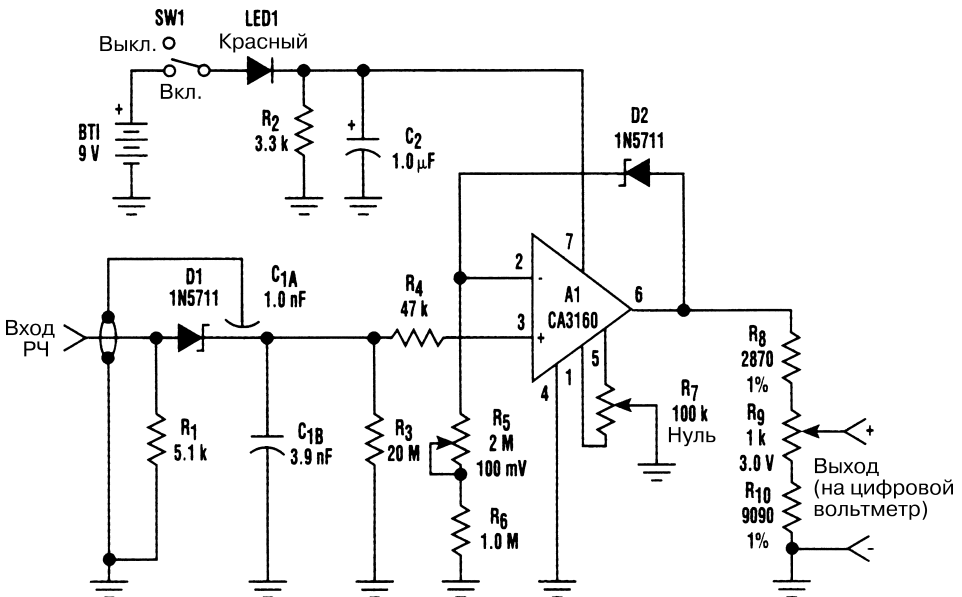 SW1
LED1
Выкл.
Красный
Вкл.
+
BTI
9 V
R2
3.3 k
+
C2
1.0 µF
D2
1N5711
D1
1N5711
C1A
1.0 nF
R4
47 k
Вход
РЧ
2
-
7
A1
CA3160
6
3
+
5
4
1
R1
5.1 k
C1B
3.9 nF
R3
20 M
R5
2 M
100 mV
R6
1.0 M
R7
100 k
Нуль
R8
2870
1%
R9
1 k
3.0 V
R10
9090
1%
+
Выход
(на цифровой
вольтметр)
-